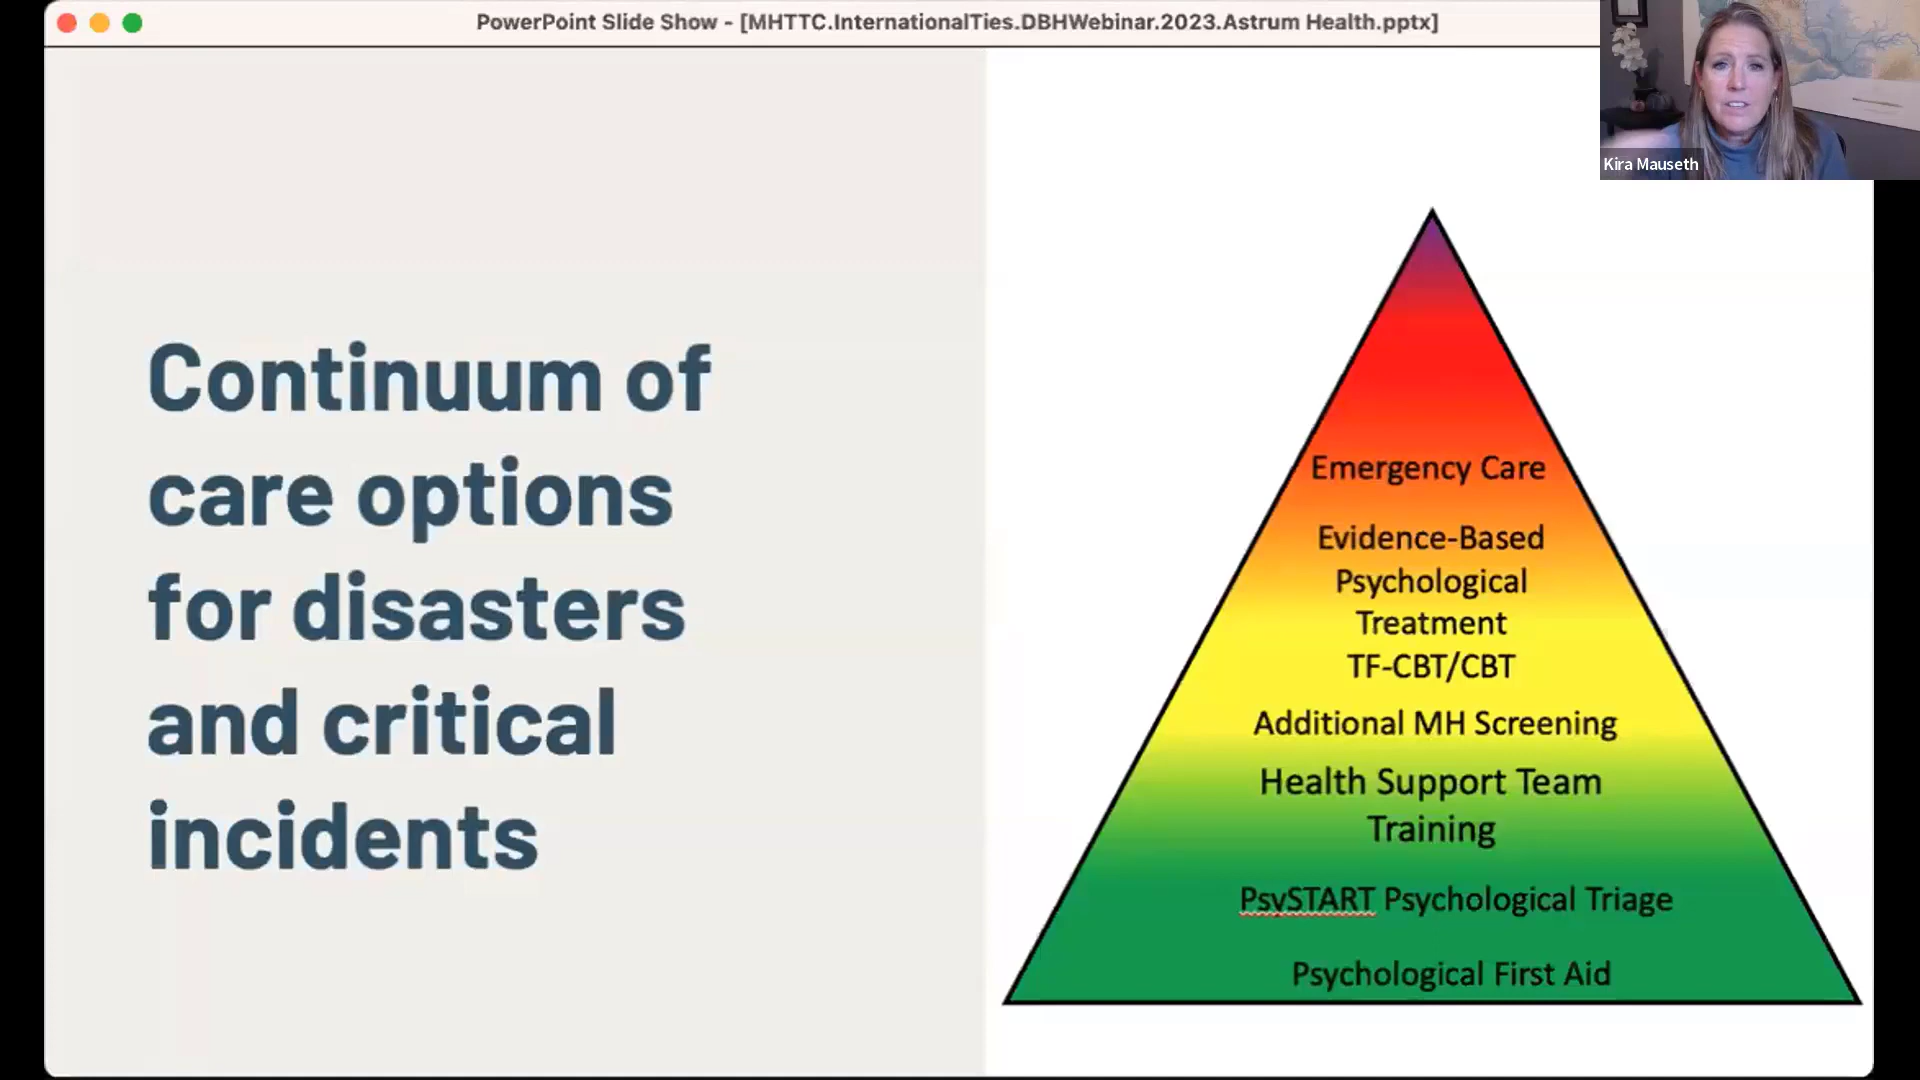 PowerPoint Slide Show - [MHTTC.InternationalTies.DBHWebinar.2023.Astrum Health.pptx]
Kira Mauseth
Continuum of
care options
for disasters
and critical
incidents
Emergency Care
Evidence-Based
Psychological
Treatment
TF-CBT/CBT
Additional MH Screening
Health Support Team
Training
PsySTART Psychological Triage
Psychological First Aid